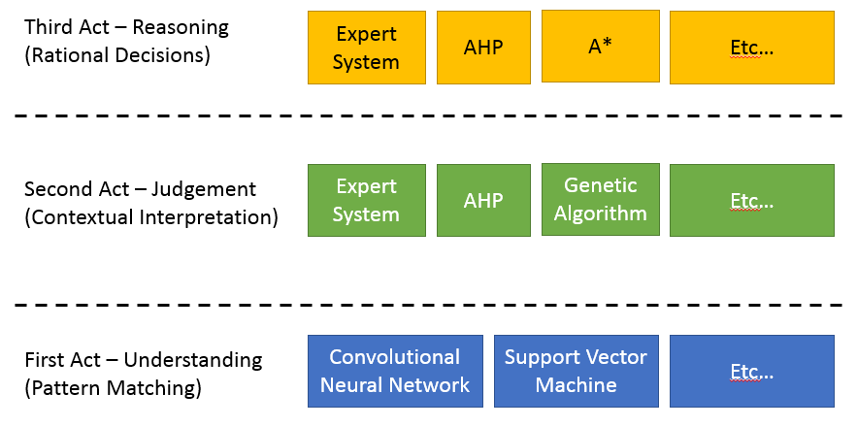 Third Act – Reasoning
(Rational Decisions)
Expert
System
AHP
A*
Etc...
Second Act – Judgement
(Contextual Interpretation)
Expert
System
AHP
Genetic
Algorithm
Etc...
First Act – Understanding
(Pattern Matching)
Convolutional
Neural Network
Support Vector
Machine
Etc...